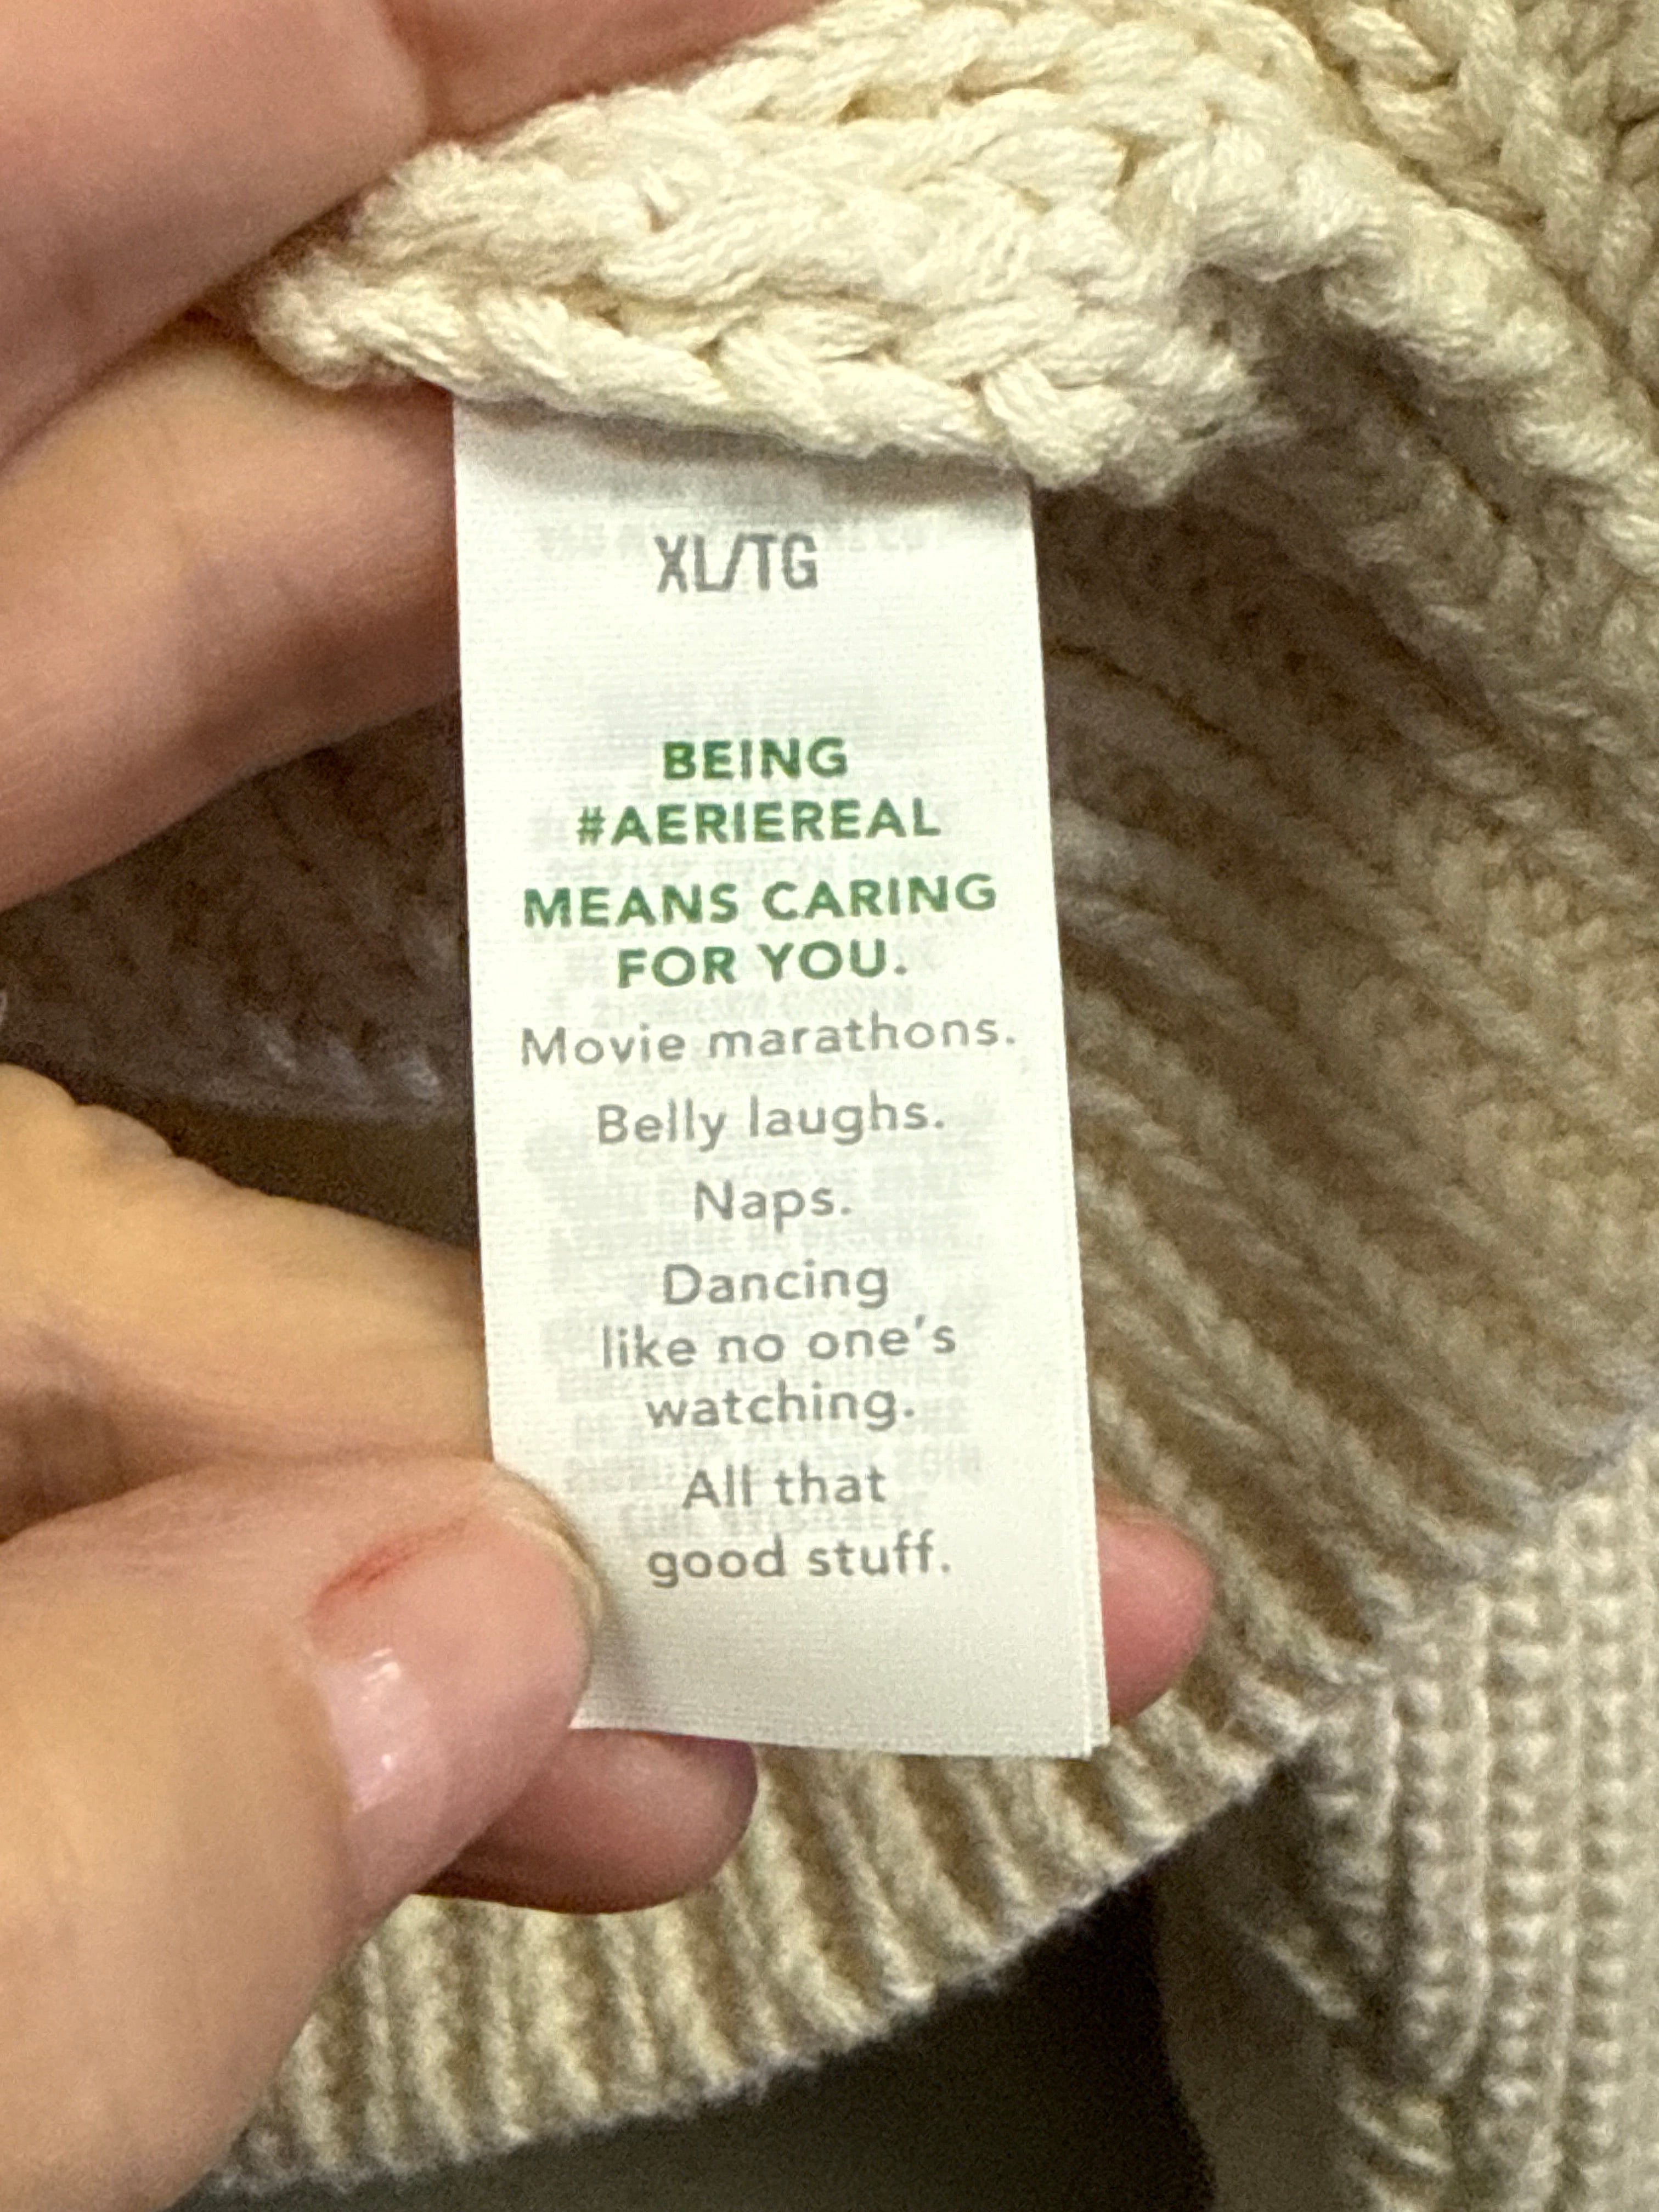 XL/TG
BEING
#AERIEREAL
MEANS CARING
FOR YOU.
Movie marathons.
Belly laughs.
Naps.
Dancing
like no one's
watching.
All that
good stuff.